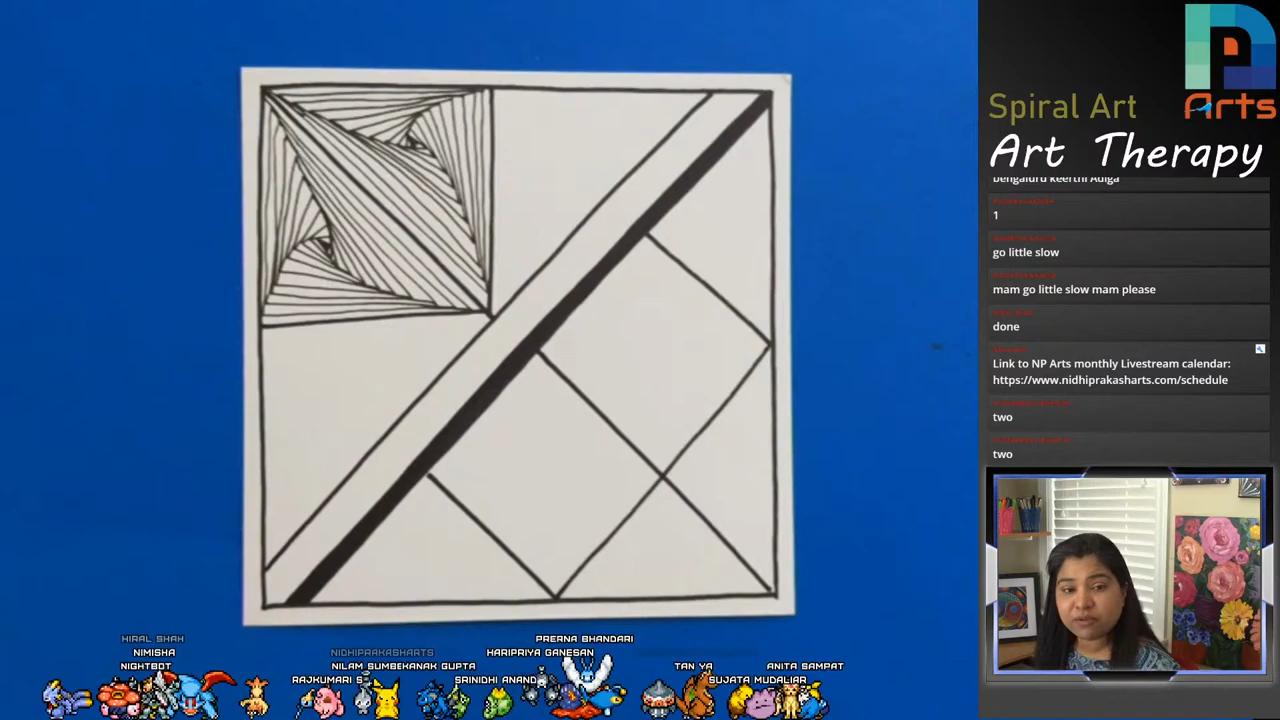 Spiral Art
Arts
Art Therapy
bengaluru keerthi Adiga
1
go little slow
mam go little slow mam please
done
Link to NP Arts monthly Livestream calendar:
https://www.nidhiprakasharts.com/schedule
two
two
HIRAL SHAH
NIMISHA
NIGHTBOT
NIDHIPRAKASHARTS
NILAM SUMBEKANAK GUPTA
RAJKUMARI S
PRERNA BHANDARI
HARIPRIYA GANESAN
SRINIDHI ANAND
TAN YA
SUJATA MUDALIAR
ANITA SAMPAT